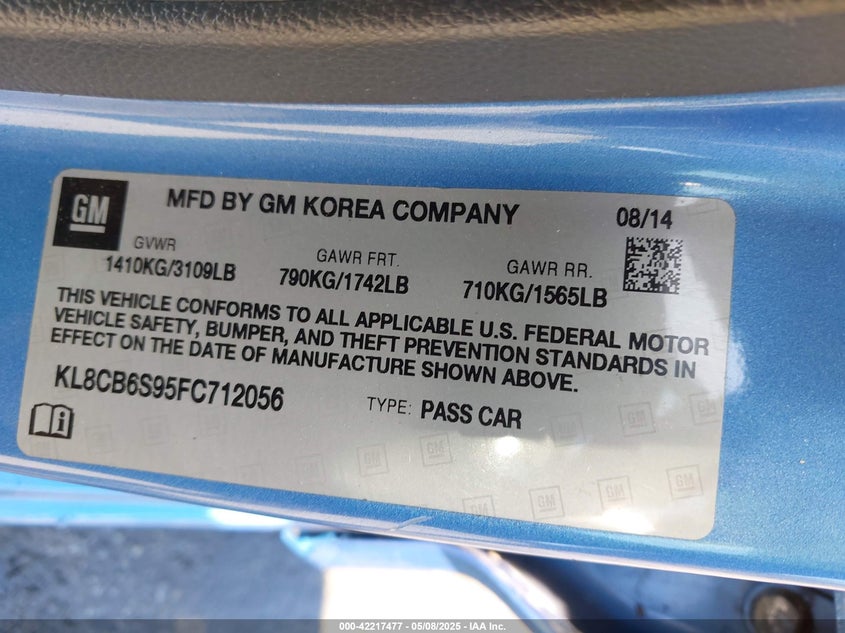 GM
MFD BY GM KOREA COMPANY
08/14
GVWR
1410KG/3109LB
GAWR FRT.
790KG/1742LB
GAWR RR.
710KG/1565LB
THIS VEHICLE CONFORMS TO ALL APPLICABLE U.S. FEDERAL MOTOR
VEHICLE SAFETY, BUMPER, AND THEFT PREVENTION STANDARDS IN
EFFECT ON THE DATE OF MANUFACTURE SHOWN ABOVE.
KL8CB6S95FC712056
TYPE: PASS CAR
000-42217477 - 05/08/2025 - IAA Inc.